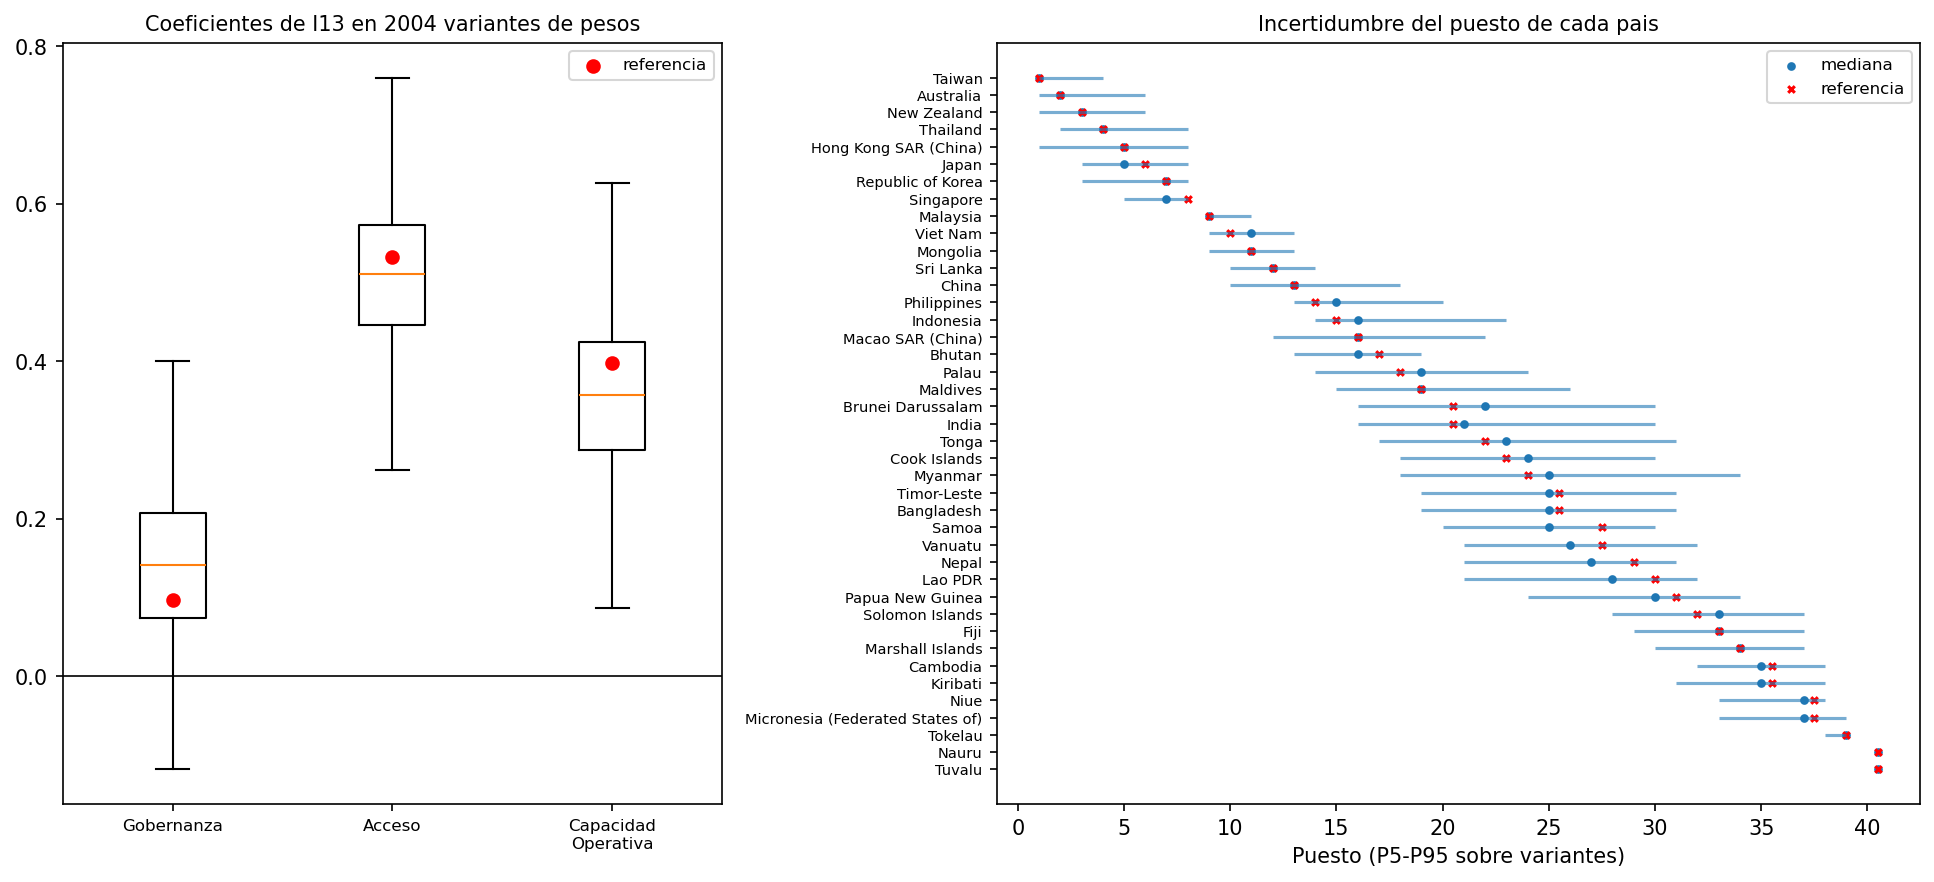 Coeficientes de I13 en 2004 variantes de pesos
0.8
0.6
0.4
0.2
0.0
referencia
Gobernanza
Acceso
Capacidad
Operativa
Incertidumbre del puesto de cada pais
mediana
referencia
Taiwan
Australia
New Zealand
Thailand
Hong Kong SAR (China)
Japan
Republic of Korea
Singapore
Malaysia
Viet Nam
Mongolia
Sri Lanka
China
Philippines
Indonesia
Macao SAR (China)
Bhutan
Palau
Maldives
Brunei Darussalam
India
Tonga
Cook Islands
Myanmar
Timor-Leste
Bangladesh
Samoa
Vanuatu
Nepal
Lao PDR
Papua New Guinea
Solomon Islands
Fiji
Marshall Islands
Cambodia
Kiribati
Niue
Micronesia (Federated States of)
Tokelau
Nauru
Tuvalu
0 5 10 15 20 25 30 35 40
Puesto (P5-P95 sobre variantes)